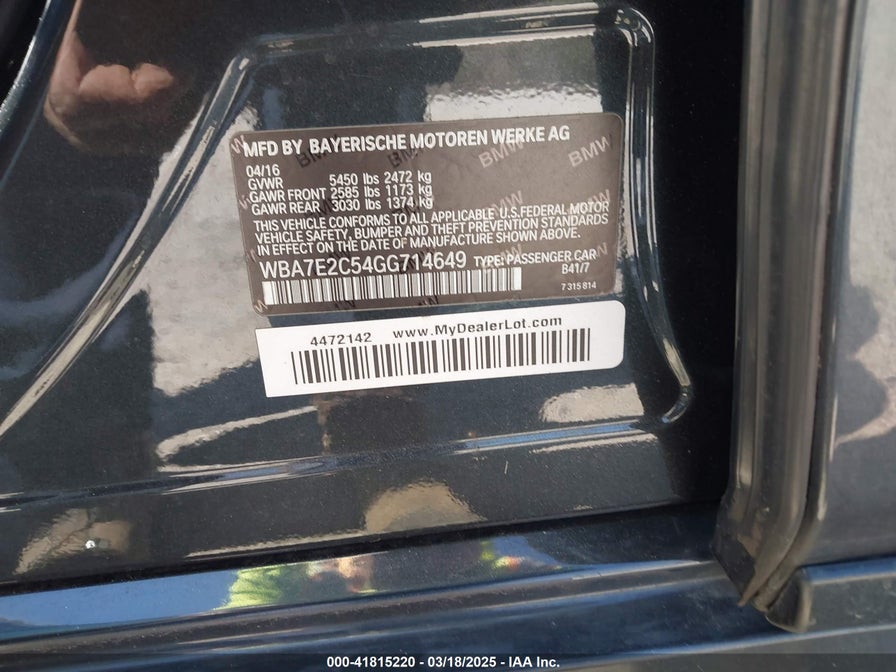 MFD BY BAYERISCHE MOTOREN WERKE AG
04/16
GVWR 5450 lbs 2472 kg
GAWR FRONT 2585 lbs 1173 kg
GAWR REAR 3030 lbs 1374 kg
THIS VEHICLE CONFORMS TO ALL APPLICABLE U.S.FEDERAL MOTOR
VEHICLE SAFETY, BUMPER AND THEFT PREVENTION STANDARDS
IN EFFECT ON THE DATE OF MANUFACTURE SHOWN ABOVE.
WBA7E2C54GG714649 TYPE: PASSENGER CAR
B41/7
7 315 814
4472142 www.MyDealerLot.com
000-41815220 - 03/18/2025 - IAA Inc.